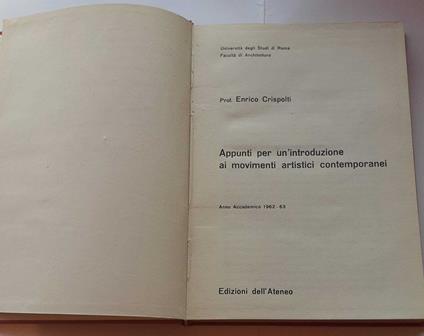 Università degli Studi di Roma
Facoltà di Architettura
Prof. Enrico Crispolti
Appunti per un'introduzione
ai movimenti artistici contemporanei
Anno Accademico 1962-63
Edizioni dell'Ateneo